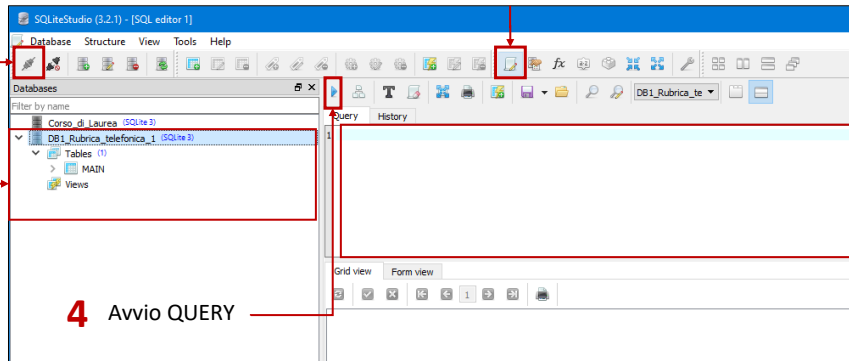 SQLiteStudio (3.2.1) - [SQL editor 1]
Database Structure View Tools Help
fx
Databases
T
DB1_Rubrica_te
Filter by name
Query History
Corso_di_Laurea (SQLite 3)
DB1_Rubrica_telefonica_1 (SQLite 3)
1
Tables (1)
MAIN
Views
Grid view Form view
1
4 Avvio QUERY